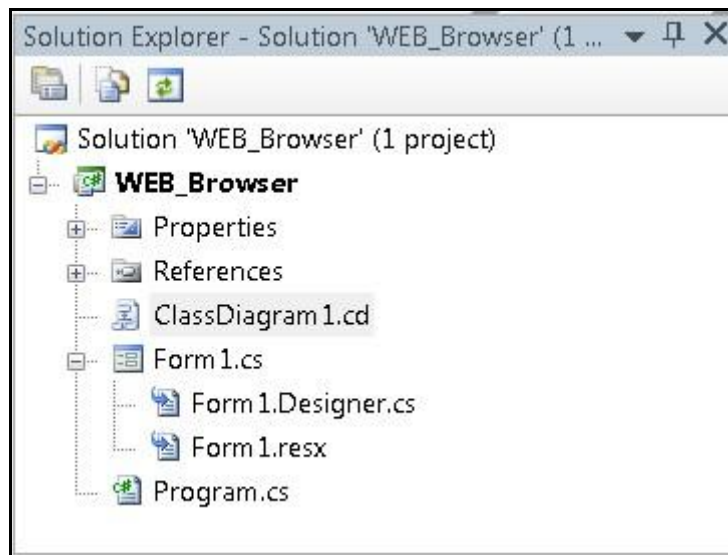 Solution Explorer - Solution 'WEB_Browser' (1 ...
Solution 'WEB_Browser' (1 project)
WEB_Browser
Properties
References
ClassDiagram1.cd
Form1.cs
Form1.Designer.cs
Form1.resx
Program.cs